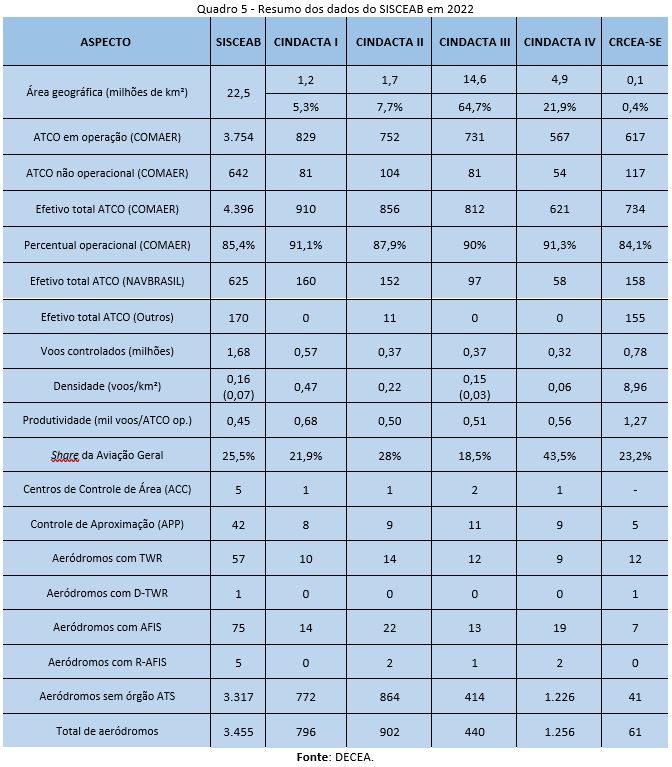 Quadro 5 - Resumo dos dados do SISCEAB em 2022
ASPECTO SISCEAB CINDACTA I CINDACTA II CINDACTA III CINDACTA IV CRCEA-SE
Área geográfica (milhões de km²) 22,5 1,2 1,7 14,6 4,9 0,1
5,3% 7,7% 64,7% 21,9% 0,4%
ATCO em operação (COMAER) 3.754 829 752 731 567 617
ATCO não operacional (COMAER) 642 81 104 81 54 117
Efetivo total ATCO (COMAER) 4.396 910 856 812 621 734
Percentual operacional (COMAER) 85,4% 91,1% 87,9% 90% 91,3% 84,1%
Efetivo total ATCO (NAVBRASIL) 625 160 152 97 58 158
Efetivo total ATCO (Outros) 170 0 11 0 0 155
Voos controlados (milhões) 1,68 0,57 0,37 0,37 0,32 0,78
Densidade (voos/km²) 0,16 (0,07) 0,47 0,22 0,15 (0,03) 0,06 8,96
Produtividade (mil voos/ATCO op.) 0,45 0,68 0,50 0,51 0,56 1,27
Share da Aviação Geral 25,5% 21,9% 28% 18,5% 43,5% 23,2%
Centros de Controle de Área (ACC) 5 1 1 2 1 -
Controle de Aproximação (APP) 42 8 9 11 9 5
Aeródromos com TWR 57 10 14 12 9 12
Aeródromos com D-TWR 1 0 0 0 0 1
Aeródromos com AFIS 75 14 22 13 19 7
Aeródromos com R-AFIS 5 0 2 1 2 0
Aeródromos sem órgão ATS 3.317 772 864 414 1.226 41
Total de aeródromos 3.455 796 902 440 1.256 61
Fonte: DECEA.